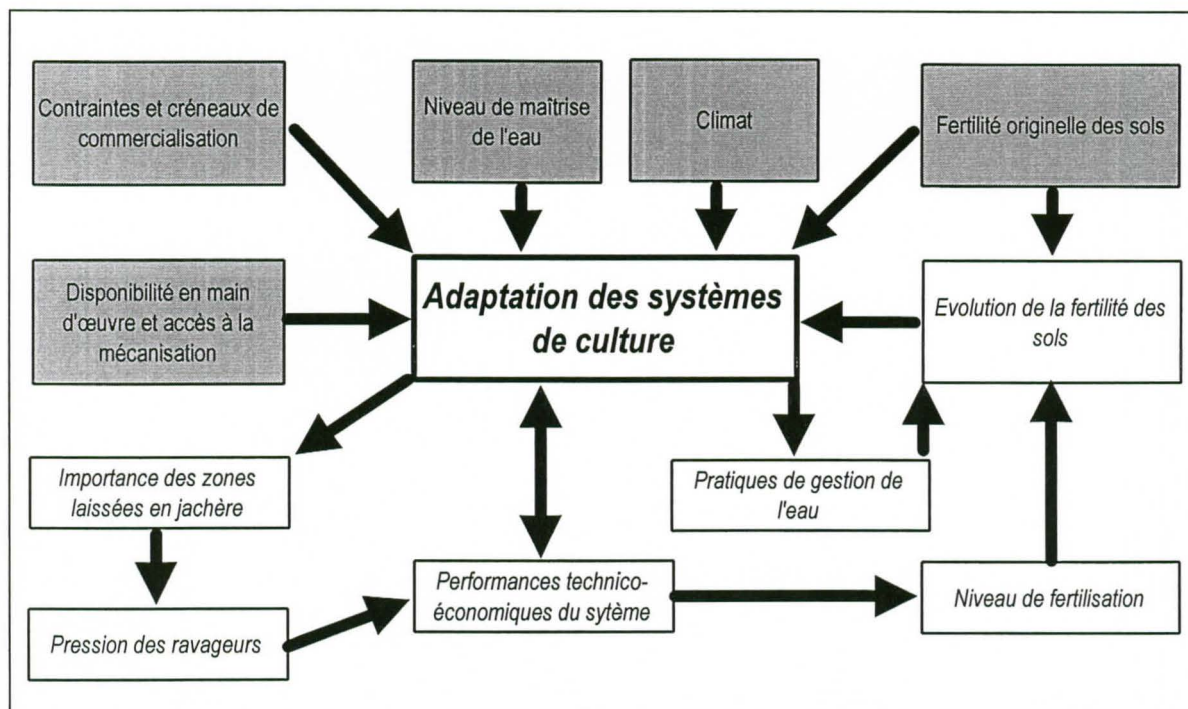 Contraintes et créneaux de
commercialisation
Niveau de maîtrise
de l'eau
Climat
Fertilité originelle des sols
Disponibilité en main
d'œuvre et accès à la
mécanisation
Adaptation des systèmes
de culture
Evolution de la fertilité des
sols
Importance des zones
laissées en jachère
Pratiques de gestion de
l'eau
Pression des ravageurs
Performances technico-
économiques du sytème
Niveau de fertilisation